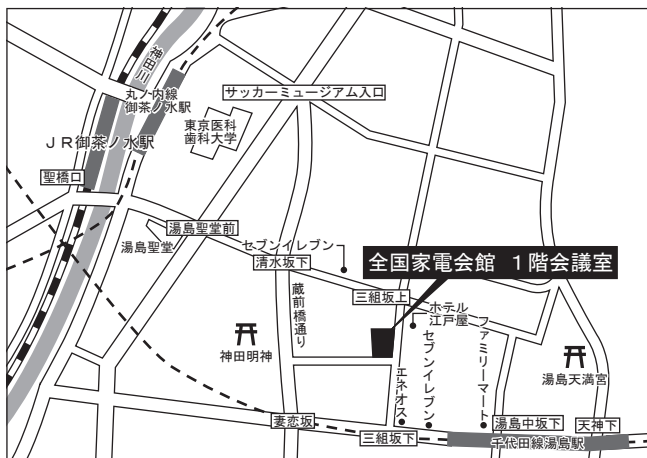 神田川
丸ノ内線
御茶ノ水駅
サッカーミュージアム入口
東京医科
歯科大学
JR御茶ノ水駅
聖橋口
湯島聖堂前
湯島聖堂
セブンイレブン
清水坂下
全国家電会館 1階会議室
三組坂上
蔵前橋通り
ホテル
江戸屋
神田明神
エネオス
セブンイレブン
ファミリーマート
湯島天満宮
妻恋坂
三組坂下
湯島中坂下
天神下
千代田線湯島駅